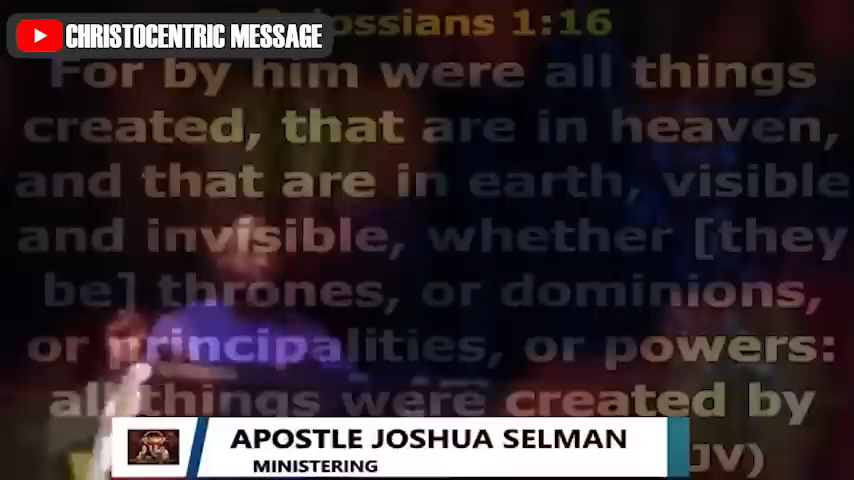 CHRISTOCENTRIC MESSAGE
ossians 1:16
For by him were all things
created, that are in heaven,
and that are in earth, visible
and invisible, whether [they
be] thrones, or dominions,
or principalities, or powers:
all things were created by
JV)
APOSTLE JOSHUA SELMAN
MINISTERING